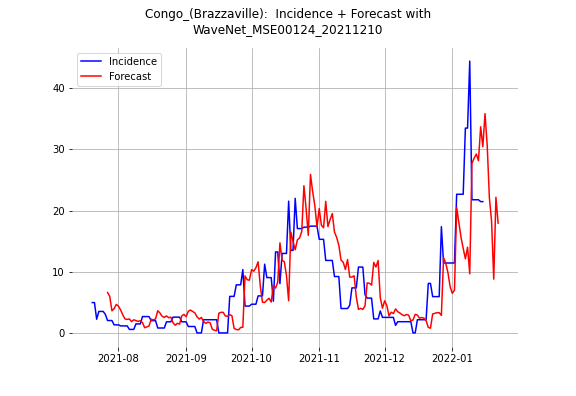 Congo_(Brazzaville):  Incidence + Forecast with
WaveNet_MSE00124_20211210
Incidence
Forecast
40
30
20
10
0
2021-08 2021-09 2021-10 2021-11 2021-12 2022-01